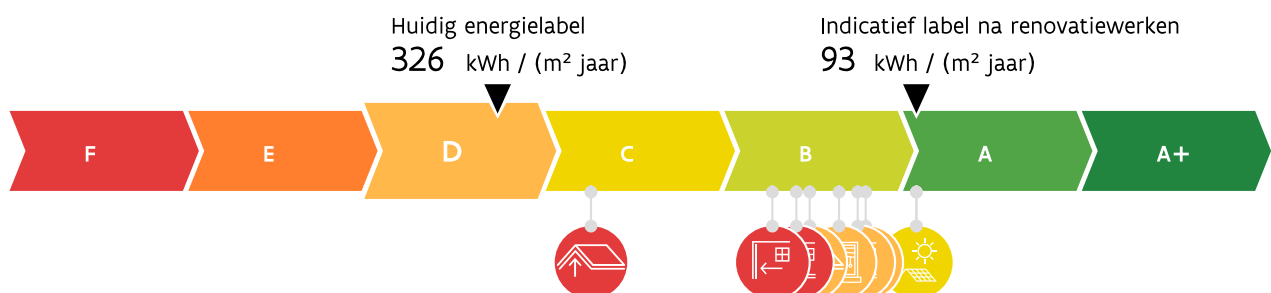 Huidig energielabel
326 kWh / (m² jaar)
Indicatief label na renovatiewerken
93 kWh / (m² jaar)
F E D C B A A+